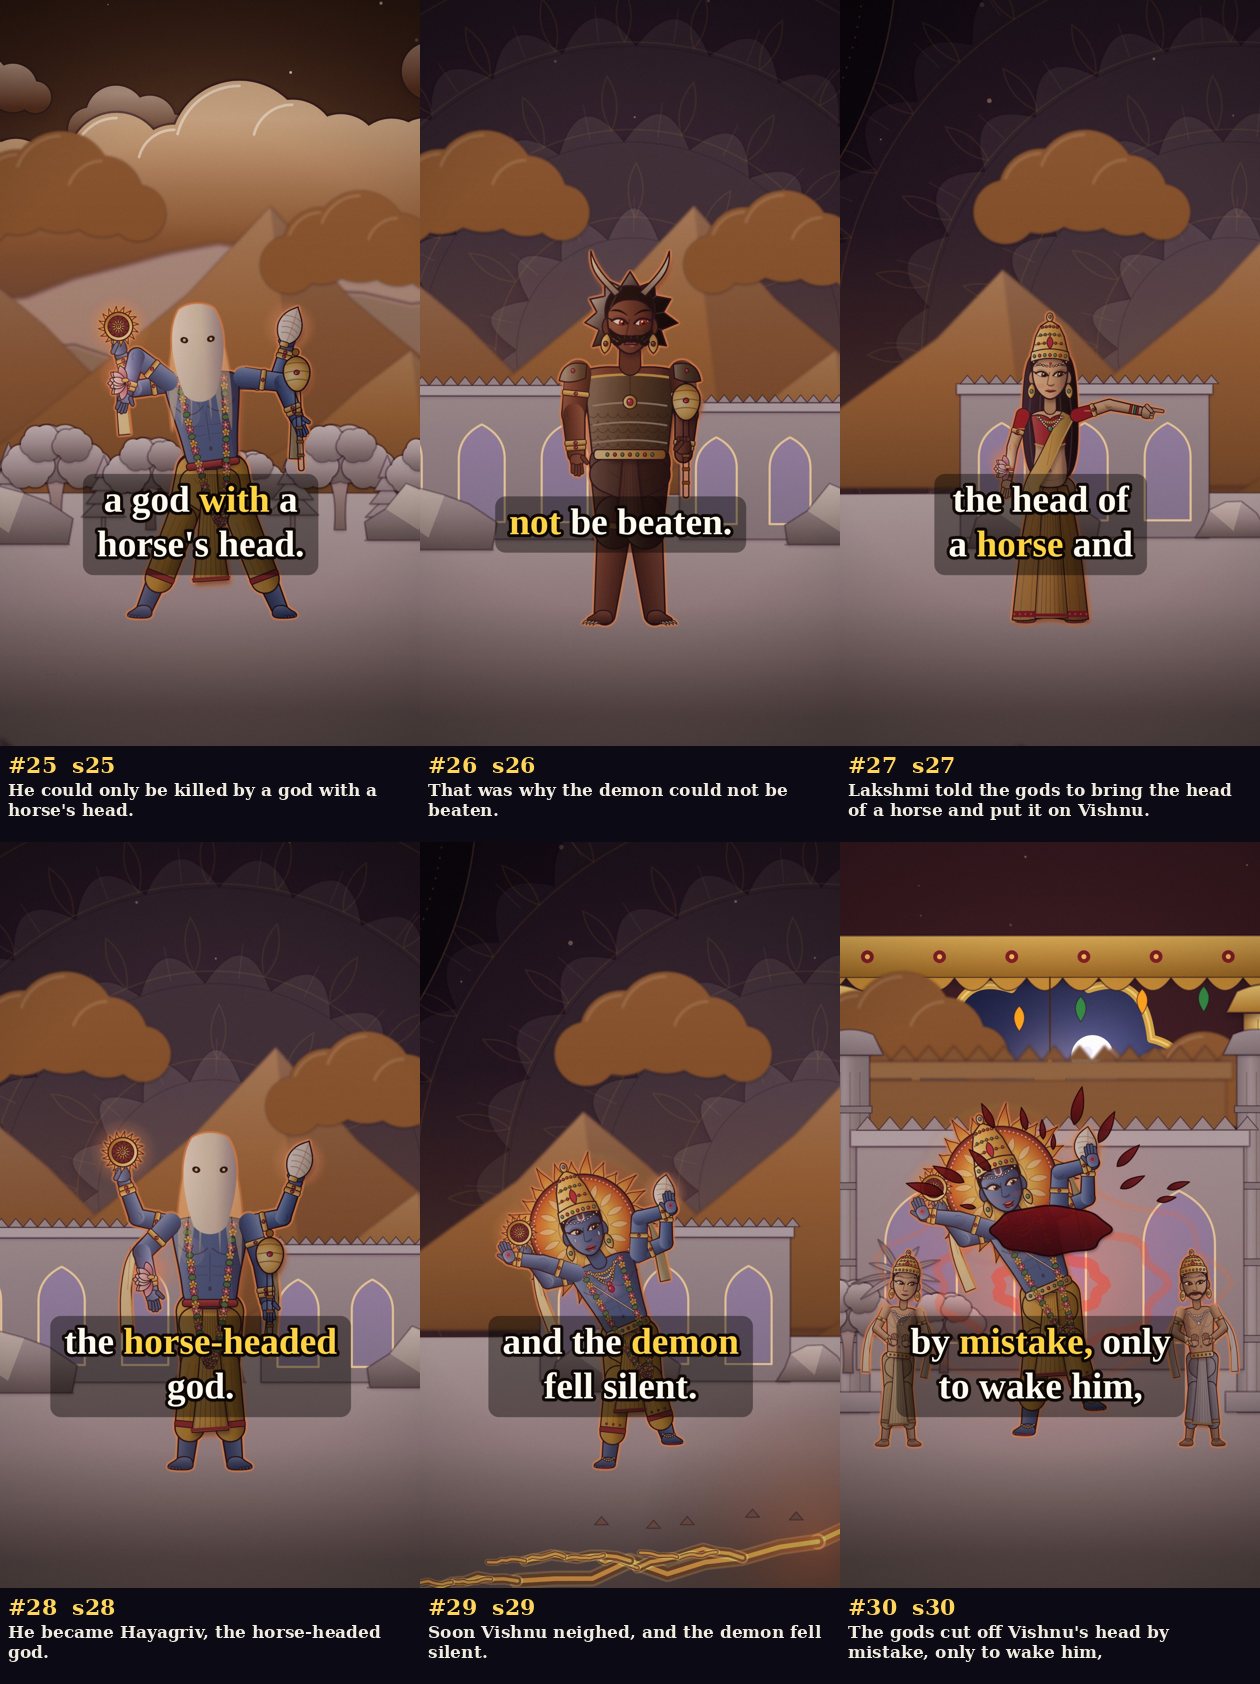 a god with a
horse's head.
#25 s25
He could only be killed by a god with a
horse's head.
not be beaten.
#26 s26
That was why the demon could not be
beaten.
the head of
a horse and
#27 s27
Lakshmi told the gods to bring the head
of a horse and put it on Vishnu.
the horse-headed
god.
#28 s28
He became Hayagriv, the horse-headed
god.
and the demon
fell silent.
#29 s29
Soon Vishnu neighed, and the demon fell
silent.
by mistake, only
to wake him,
#30 s30
The gods cut off Vishnu's head by
mistake, only to wake him,